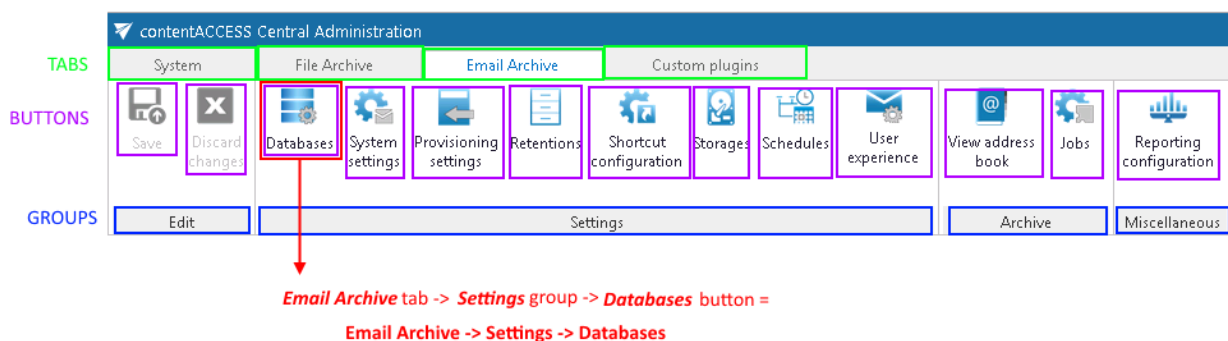 contentACCESS Central Administration
TABS System File Archive Email Archive Custom plugins
BUTTONS
Save
Discard
changes
Databases
System
settings
Provisioning
settings
Retentions
Shortcut
configuration
Storages
Schedules
User
experience
@
View address
book
Jobs
Reporting
configuration
GROUPS Edit Settings Archive Miscellaneous
Email Archive tab -> Settings group -> Databases button =
Email Archive -> Settings -> Databases